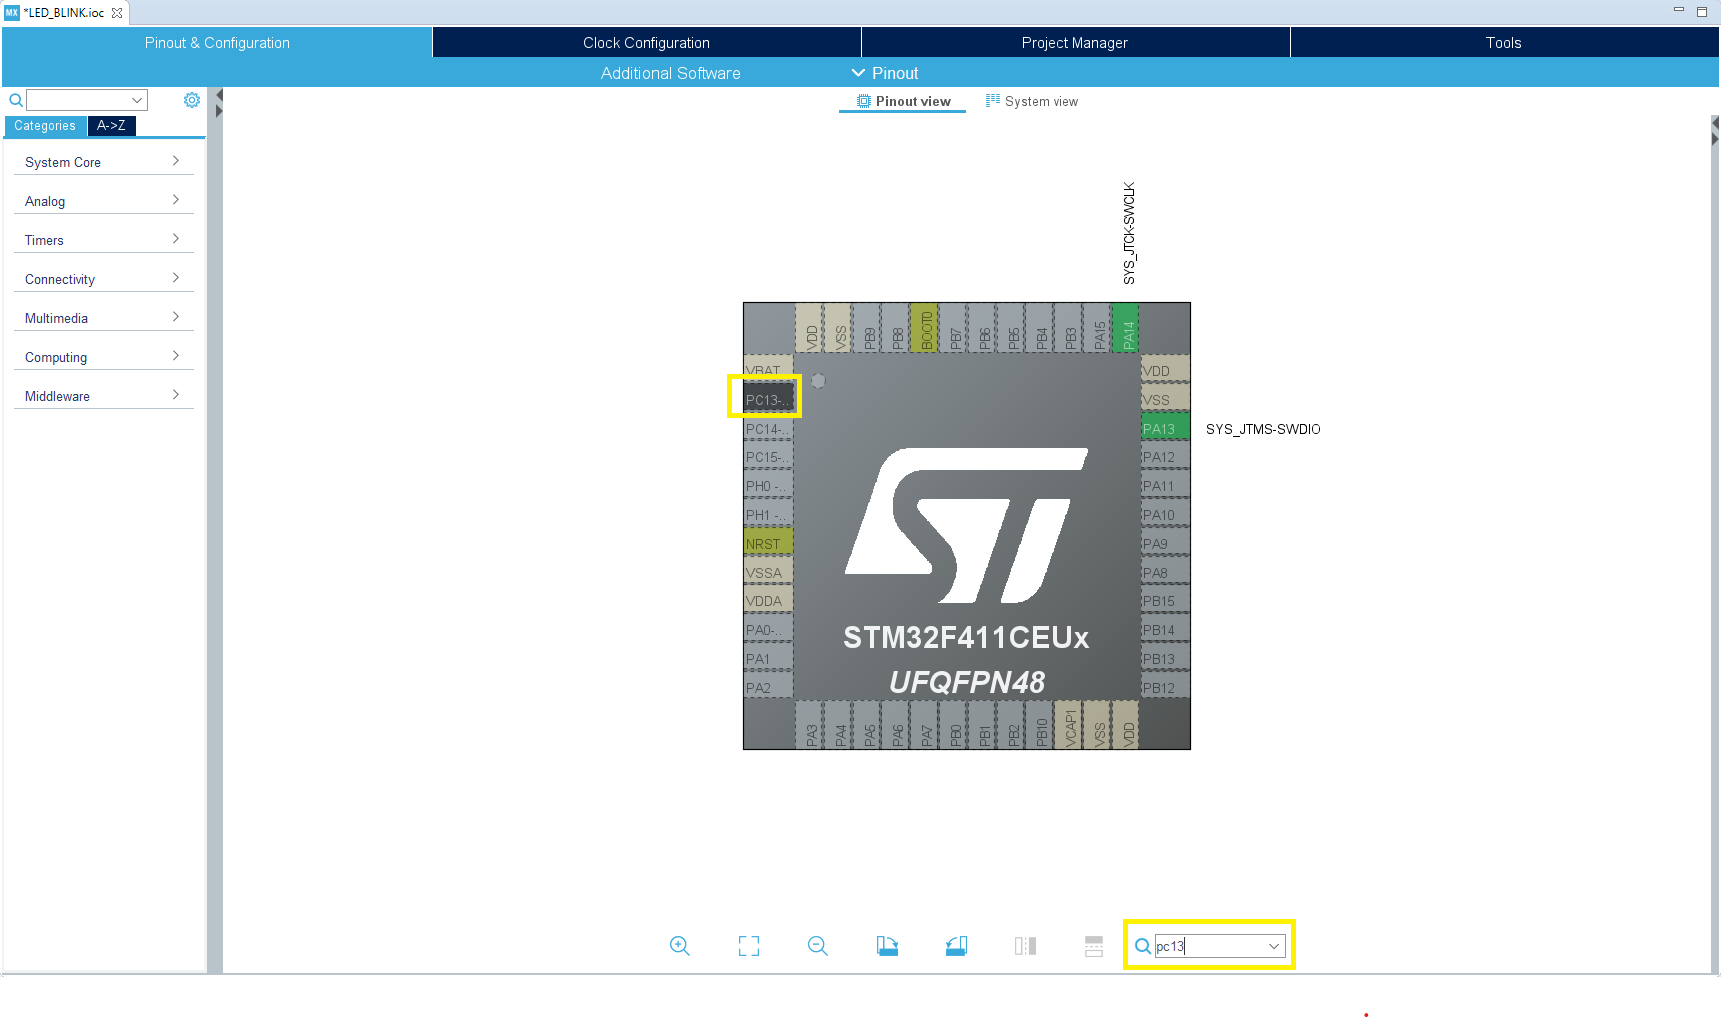 MX *LED_BLINK.ioc
Pinout & Configuration
Clock Configuration
Project Manager
Tools
Additional Software
Pinout
Pinout view
System view
Categories
A->Z
System Core
Analog
Timers
Connectivity
Multimedia
Computing
Middleware
SYS_JTCK-SWCLK
VDD
VSS
PB9
PB8
BOOT0
PB7
PB6
PB5
PB4
PB3
PA15
PA14
VBAT
PC13-..
PC14-..
PC15-..
PH0 -..
PH1 -..
NRST
VSSA
VDDA
PA0-..
PA1
PA2
VDD
VSS
PA13
SYS_JTMS-SWDIO
PA12
PA11
PA10
PA9
PA8
PB15
PB14
PB13
PB12
ST
STM32F411CEUx
UFQFPN48
PA3
PA4
PA5
PA6
PA7
PB0
PB1
PB2
PB10
VCAP1
VSS
VDD
pc13